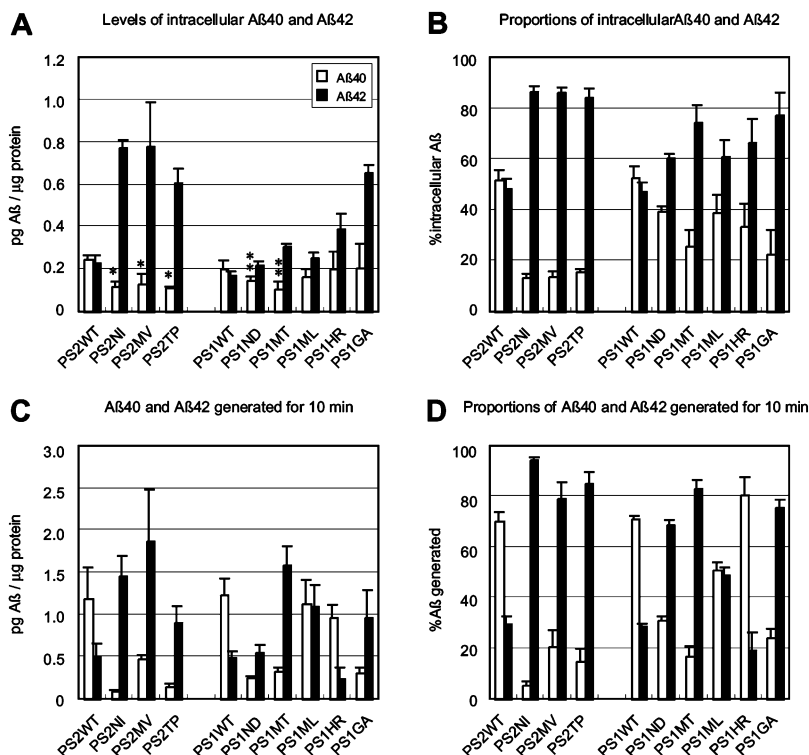 A
Levels of intracellular Aß40 and Aß42
1.2
1.0
0.8
0.6
0.4
0.2
0
pg Aß / µg protein
Aß40
Aß42
*
*
*
*
*
*
*
PS2WT
PS2NI
PS2MV
PS2TP
PS1WT
PS1ND
PS1MT
PS1ML
PS1HR
PS1GA
B
Proportions of intracellularAß40 and Aß42
100
80
60
40
20
0
%intracellular Aß
PS2WT
PS2NI
PS2MV
PS2TP
PS1WT
PS1ND
PS1MT
PS1ML
PS1HR
PS1GA
C
Aß40 and Aß42 generated for 10 min
3.0
2.5
2.0
1.5
1.0
0.5
0
pg Aß / µg protein
PS2WT
PS2NI
PS2MV
PS2TP
PS1WT
PS1ND
PS1MT
PS1ML
PS1HR
PS1GA
D
Proportions of Aß40 and Aß42 generated for 10 min
100
80
60
40
20
0
%Aß generated
PS2WT
PS2NI
PS2MV
PS2TP
PS1WT
PS1ND
PS1MT
PS1ML
PS1HR
PS1GA